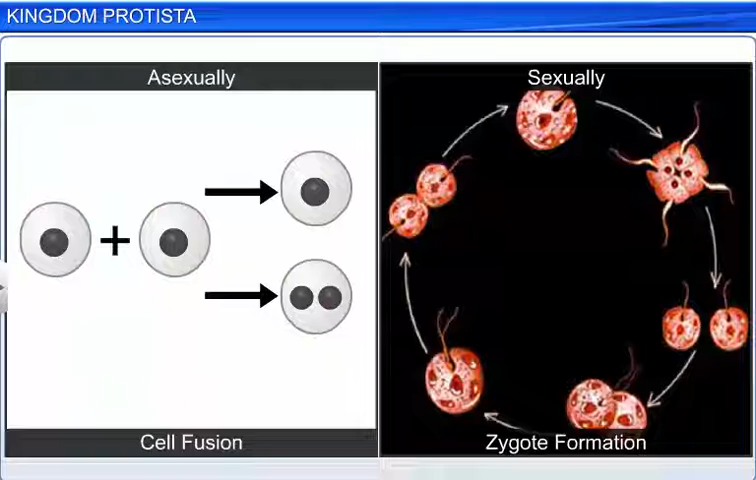 KINGDOM PROTISTA
Asexually
Sexually
+
Cell Fusion
Zygote Formation